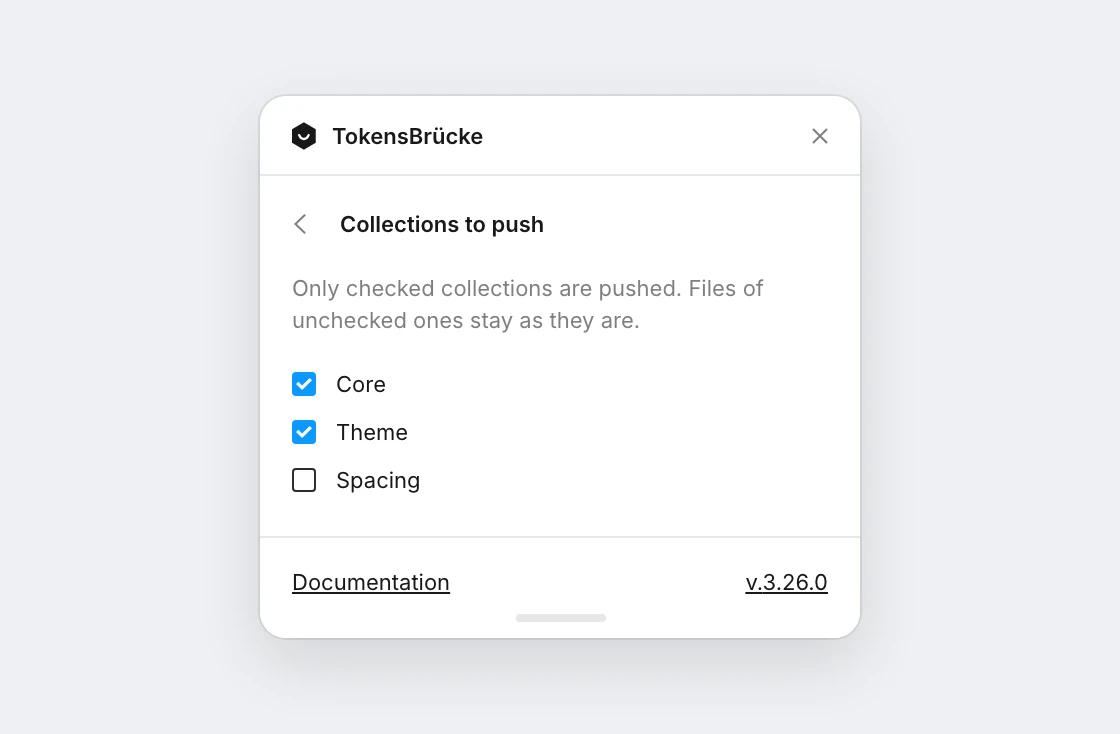 TokensBrücke
Collections to push
Only checked collections are pushed. Files of
unchecked ones stay as they are.
Core
Theme
Spacing
Documentation
v.3.26.0